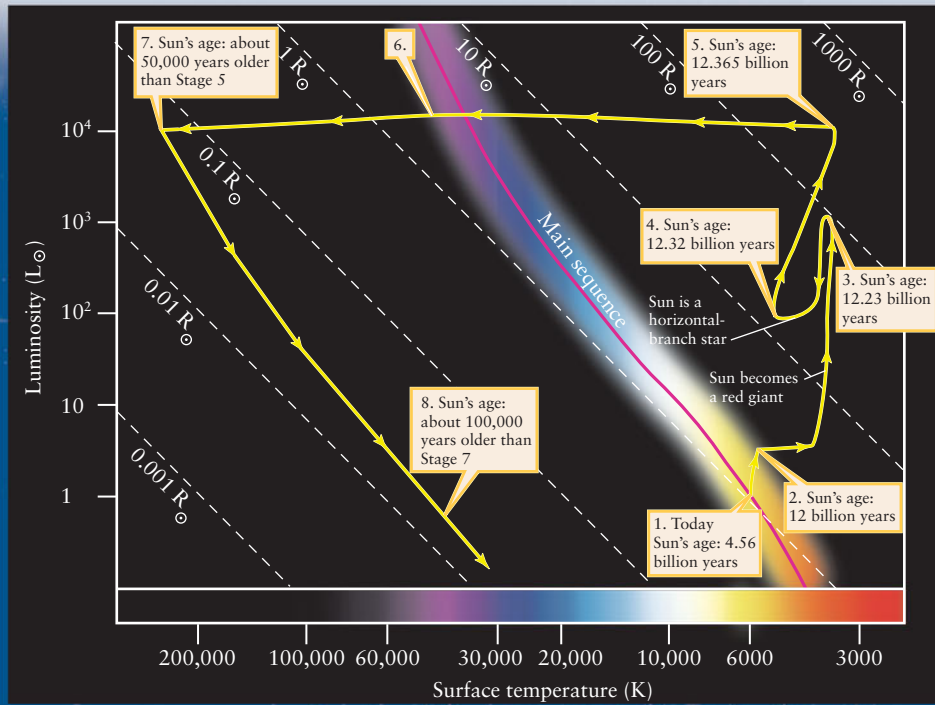 7. Sun's age: about
50,000 years older
than Stage 5
6.
5. Sun's age:
12.365 billion
years
1 R☉
10 R☉
100 R☉
1000 R☉
0.1 R☉
0.01 R☉
0.001 R☉
Main sequence
4. Sun's age:
12.32 billion years
3. Sun's age:
12.23 billion
years
Sun is a
horizontal-
branch star
Sun becomes
a red giant
8. Sun's age:
about 100,000
years older than
Stage 7
2. Sun's age:
12 billion years
1. Today
Sun's age: 4.56
billion years
Luminosity (L☉)
10⁴
10³
10²
10
1
200,000 100,000 60,000 30,000 20,000 10,000 6000 3000
Surface temperature (K)